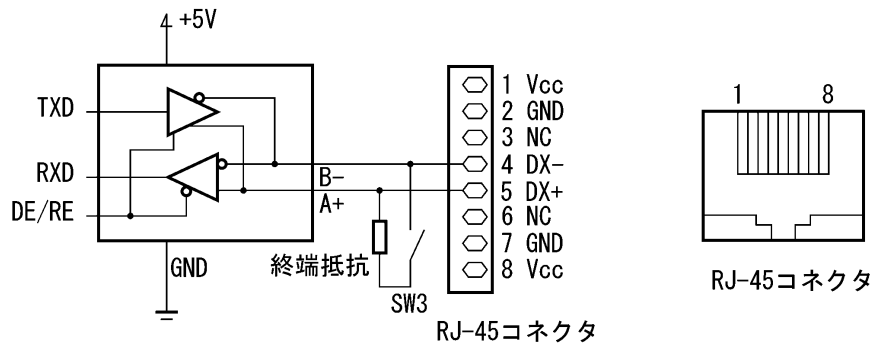 +5V
TXD
RXD
DE/RE
GND
B-
A+
終端抵抗
SW3
1 Vcc
2 GND
3 NC
4 DX-
5 DX+
6 NC
7 GND
8 Vcc
RJ-45コネクタ
1 8
RJ-45コネクタ